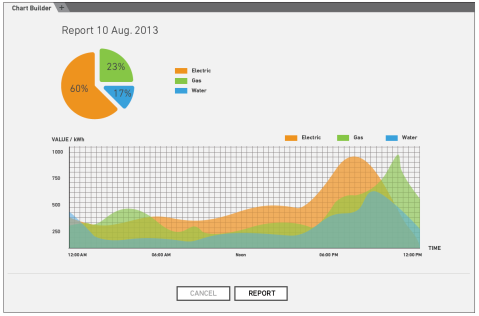 Chart Builder +
Report 10 Aug. 2013
23%
60%
17%
Electric
Gas
Water
VALUE / kWh
Electric Gas Water
1000
750
500
250
12:00 AM 06:00 AM Noon 06:00 PM 12:00 PM
TIME
CANCEL REPORT